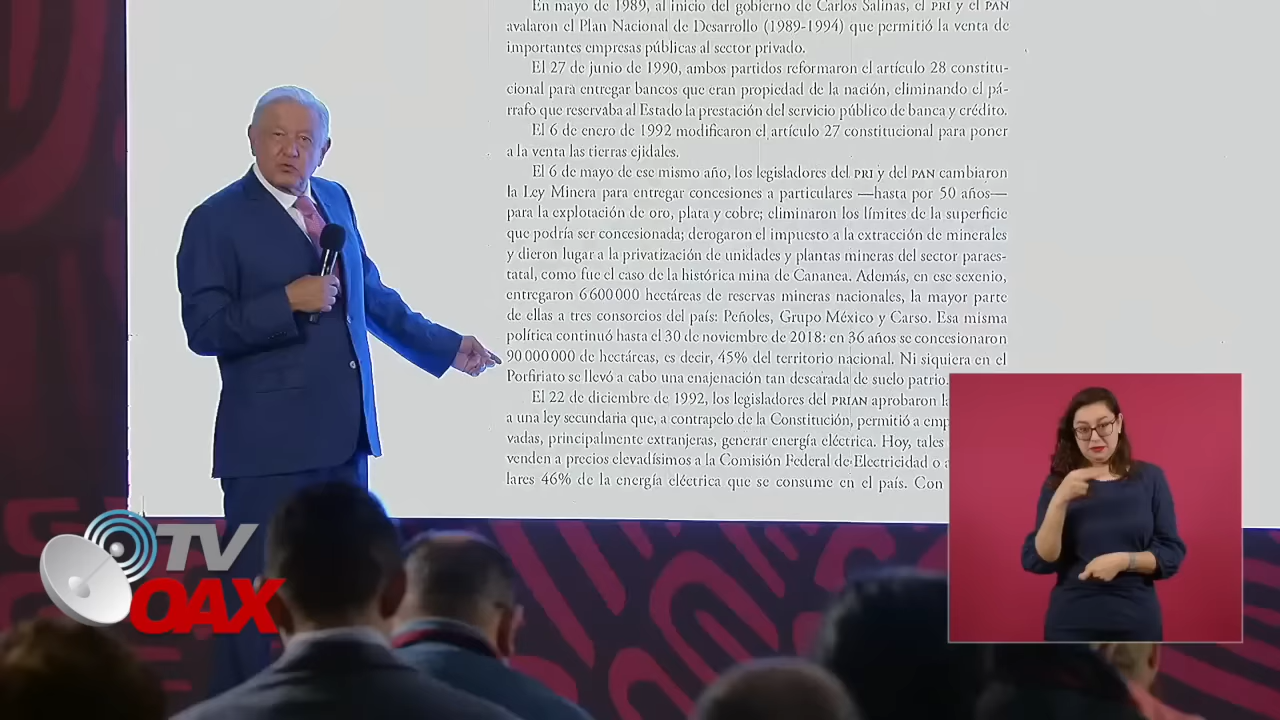 En mayo de 1989, al inicio del gobierno de Carlos Salinas, el PRI y el PAN
avalaron el Plan Nacional de Desarrollo (1989-1994) que permitió la venta de
importantes empresas públicas al sector privado.
El 27 de junio de 1990, ambos partidos reformaron el artículo 28 constitu-
cional para entregar bancos que eran propiedad de la nación, eliminando el pá-
rrafo que reservaba al Estado la prestación del servicio público de banca y crédito.
El 6 de enero de 1992 modificaron el artículo 27 constitucional para poner
a la venta las tierras ejidales.
El 6 de mayo de ese mismo año, los legisladores del PRI y del PAN cambiaron
la Ley Minera para entregar concesiones a particulares —hasta por 50 años—
para la explotación de oro, plata y cobre; eliminaron los límites de la superficie
que podría ser concesionada; derogaron el impuesto a la extracción de minerales
y dieron lugar a la privatización de unidades y plantas mineras del sector paraes-
tatal, como fue el caso de la histórica mina de Cananea. Además, en ese sexenio,
entregaron 6 600 000 hectáreas de reservas mineras nacionales, la mayor parte
de ellas a tres consorcios del país: Peñoles, Grupo México y Carso. Esa misma
política continuó hasta el 30 de noviembre de 2018: en 36 años se concesionaron
90 000 000 de hectáreas, es decir, 45% del territorio nacional. Ni siquiera en el
Porfiriato se llevó a cabo una enajenación tan descarada de suelo patrio.
El 22 de diciembre de 1992, los legisladores del PRIAN aprobaron
a una ley secundaria que, a contrapelo de la Constitución, permitió a
vadas, principalmente extranjeras, generar energía eléctrica. Hoy, tales
venden a precios elevadísimos a la Comisión Federal de Electricidad o
lares 46% de la energía eléctrica que se consume en el país. Con
TV
OAX